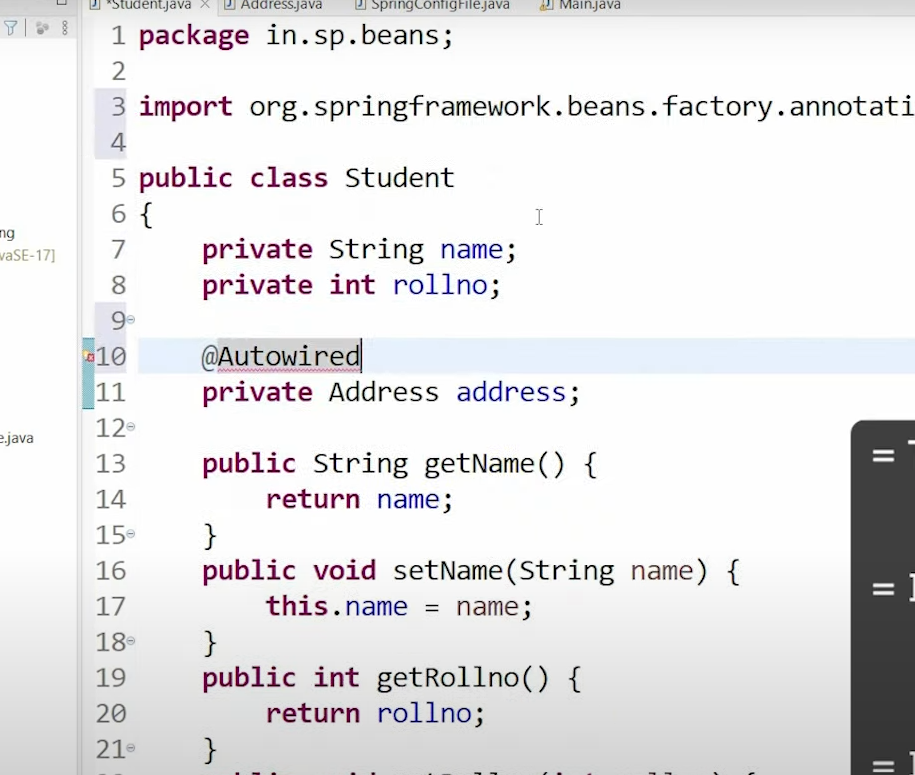 *Student.java Address.java SpringConfigFile.java Main.java
1 package in.sp.beans;
2
3 import org.springframework.beans.factory.annotati
4
5 public class Student
6 {
7 private String name;
8 private int rollno;
9
10 @Autowired
11 private Address address;
12
13 public String getName() {
14 return name;
15 }
16 public void setName(String name) {
17 this.name = name;
18 }
19 public int getRollno() {
20 return rollno;
21 }
ng
vaSE-17]
e.java
=
=
=